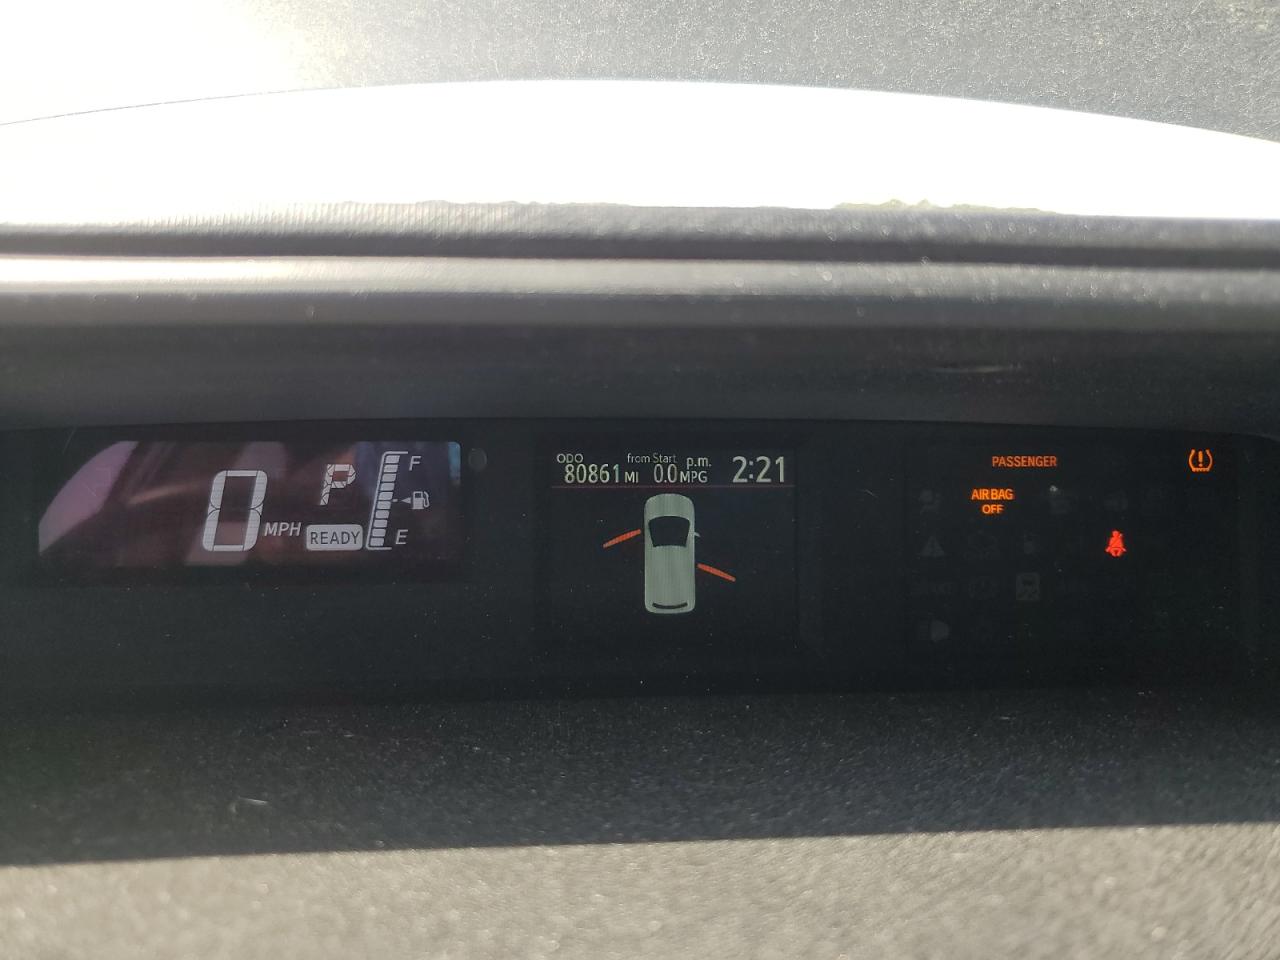 0 MPH
P
READY
F
E
ODO
80861 MI
from Start
0.0 MPG
p.m.
2:21
PASSENGER
AIR BAG
OFF